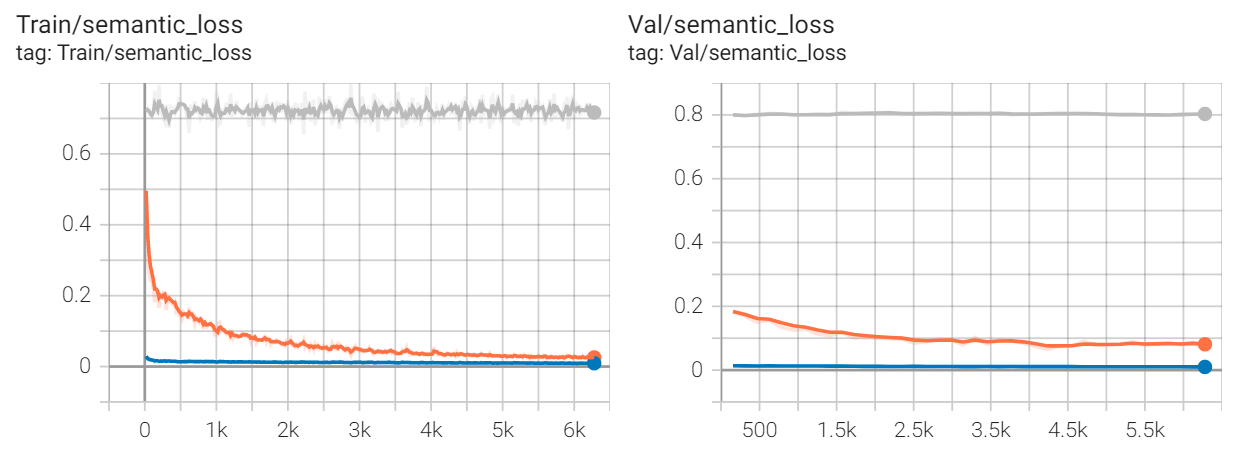 Train/semantic_loss
tag: Train/semantic_loss
0.6
0.4
0.2
0
0 1k 2k 3k 4k 5k 6k
Val/semantic_loss
tag: Val/semantic_loss
0.8
0.6
0.4
0.2
0
500 1.5k 2.5k 3.5k 4.5k 5.5k